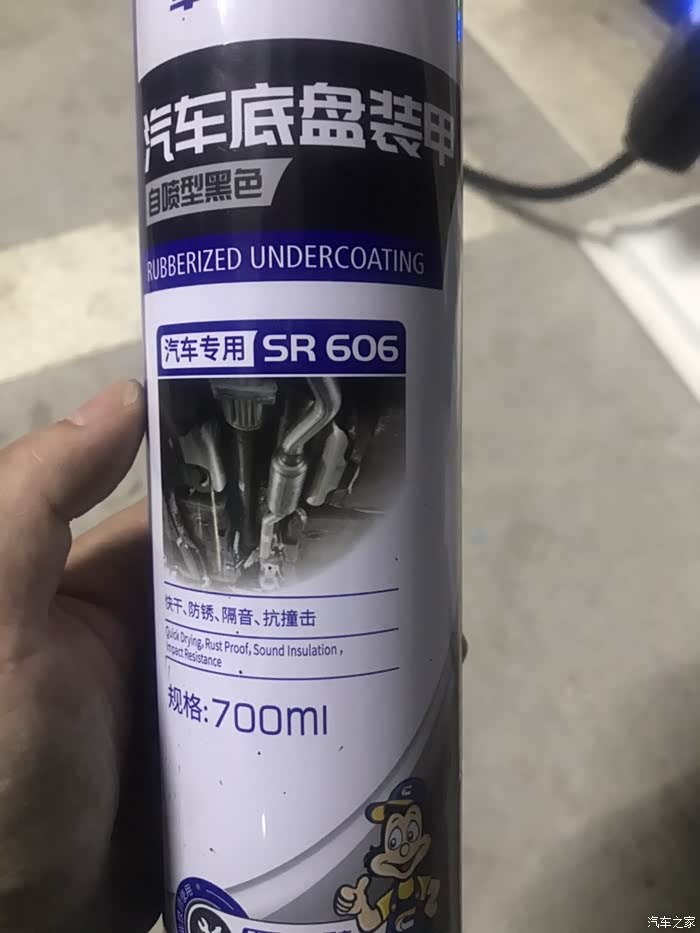 汽车底盘装甲
自喷型黑色
RUBBERIZED UNDERCOATING
汽车专用 SR 606
快干、防锈、隔音、抗撞击
Quick Drying, Rust Proof, Sound Insulation,
Impact Resistance
规格:700ml
C
C
汽车之家